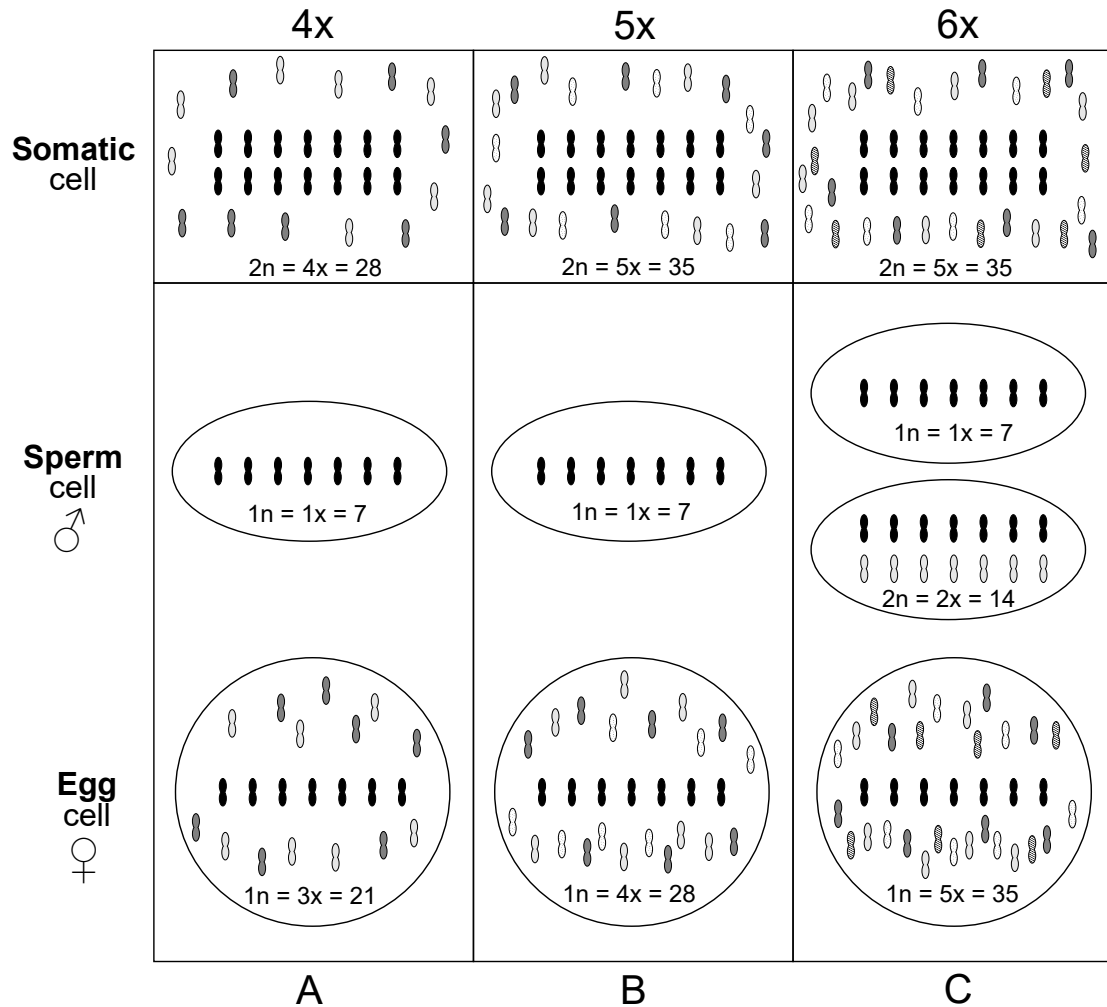 4x
5x
6x
Somatic
cell
2n = 4x = 28
2n = 5x = 35
2n = 5x = 35
Sperm
cell
♂
1n = 1x = 7
1n = 1x = 7
1n = 1x = 7
2n = 2x = 14
Egg
cell
♀
1n = 3x = 21
1n = 4x = 28
1n = 5x = 35
A
B
C